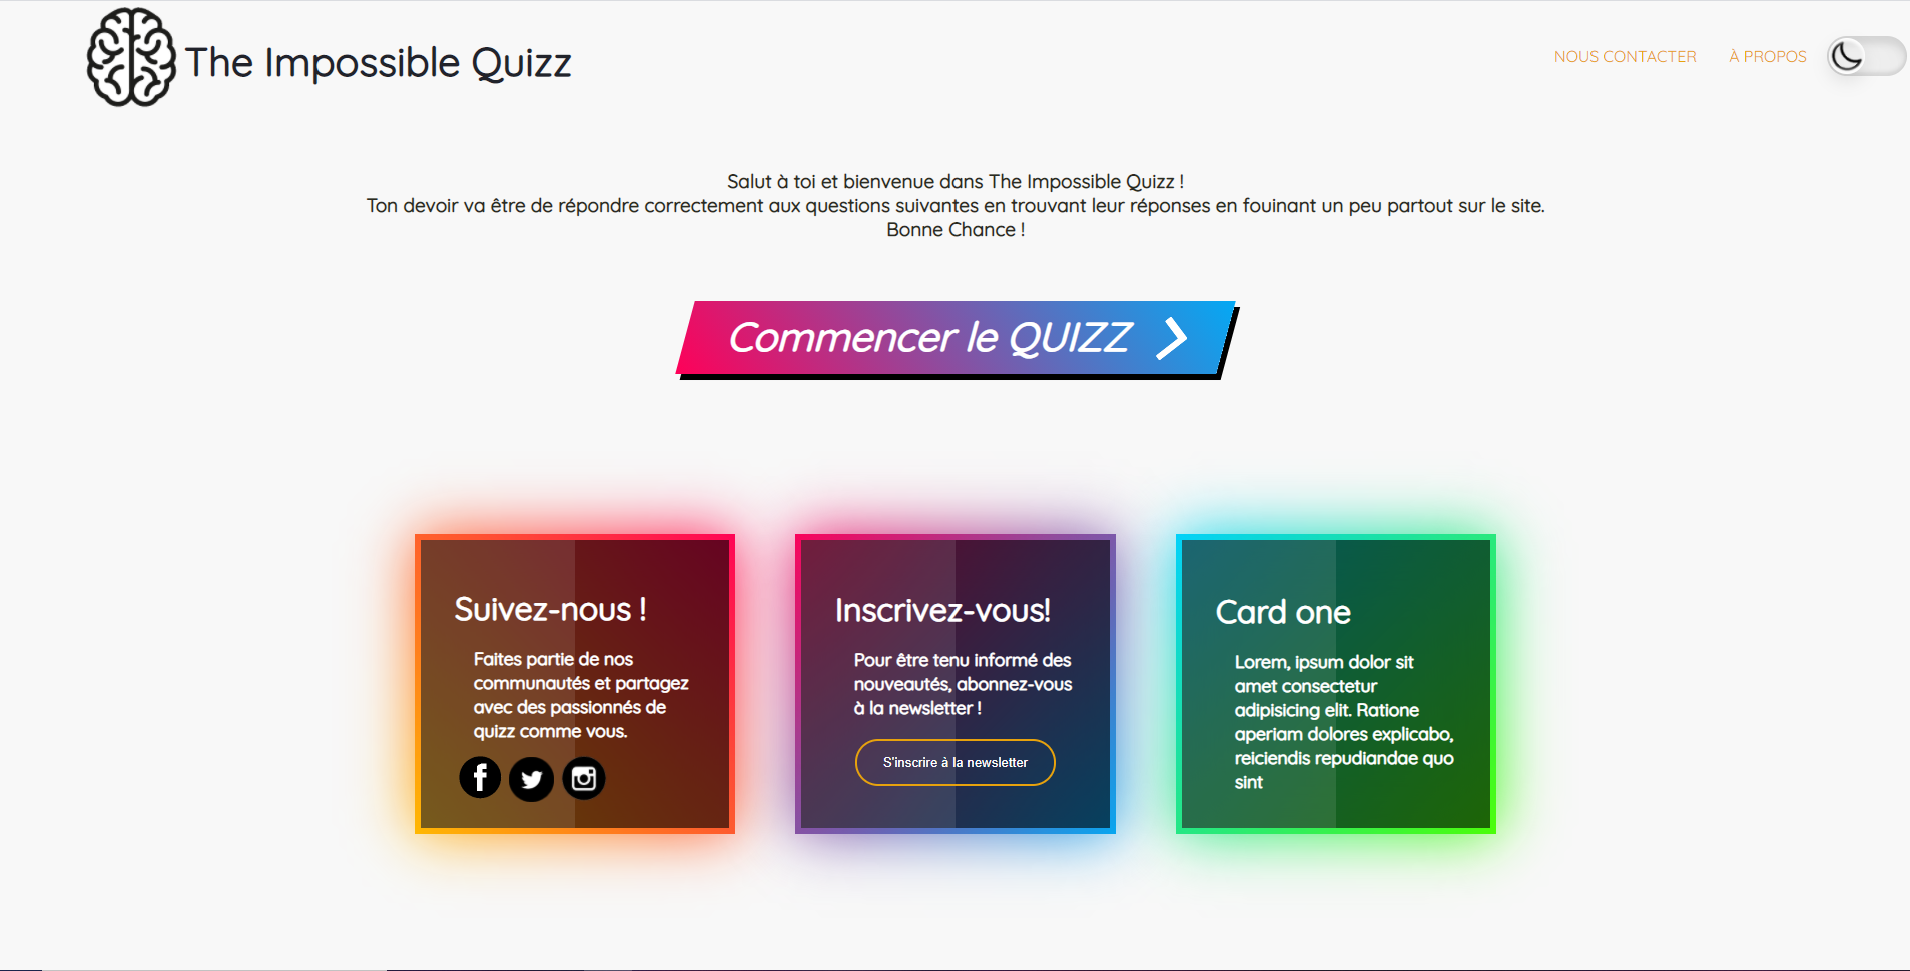 The Impossible Quizz
NOUS CONTACTER
À PROPOS
Salut à toi et bienvenue dans The Impossible Quizz !
Ton devoir va être de répondre correctement aux questions suivantes en trouvant leur réponses en fouinant un peu partout sur le site.
Bonne Chance !
Commencer le QUIZZ
Suivez-nous !
Faites partie de nos
communautés et partagez
avec des passionnés de
quizz comme vous.
Inscrivez-vous!
Pour être tenu informé des
nouveautés, abonnez-vous
à la newsletter !
S'inscrire à la newsletter
Card one
Lorem, ipsum dolor sit
amet consectetur
adipisicing elit. Ratione
aperiam dolores explicabo,
reiciendis repudiandae quo
sint